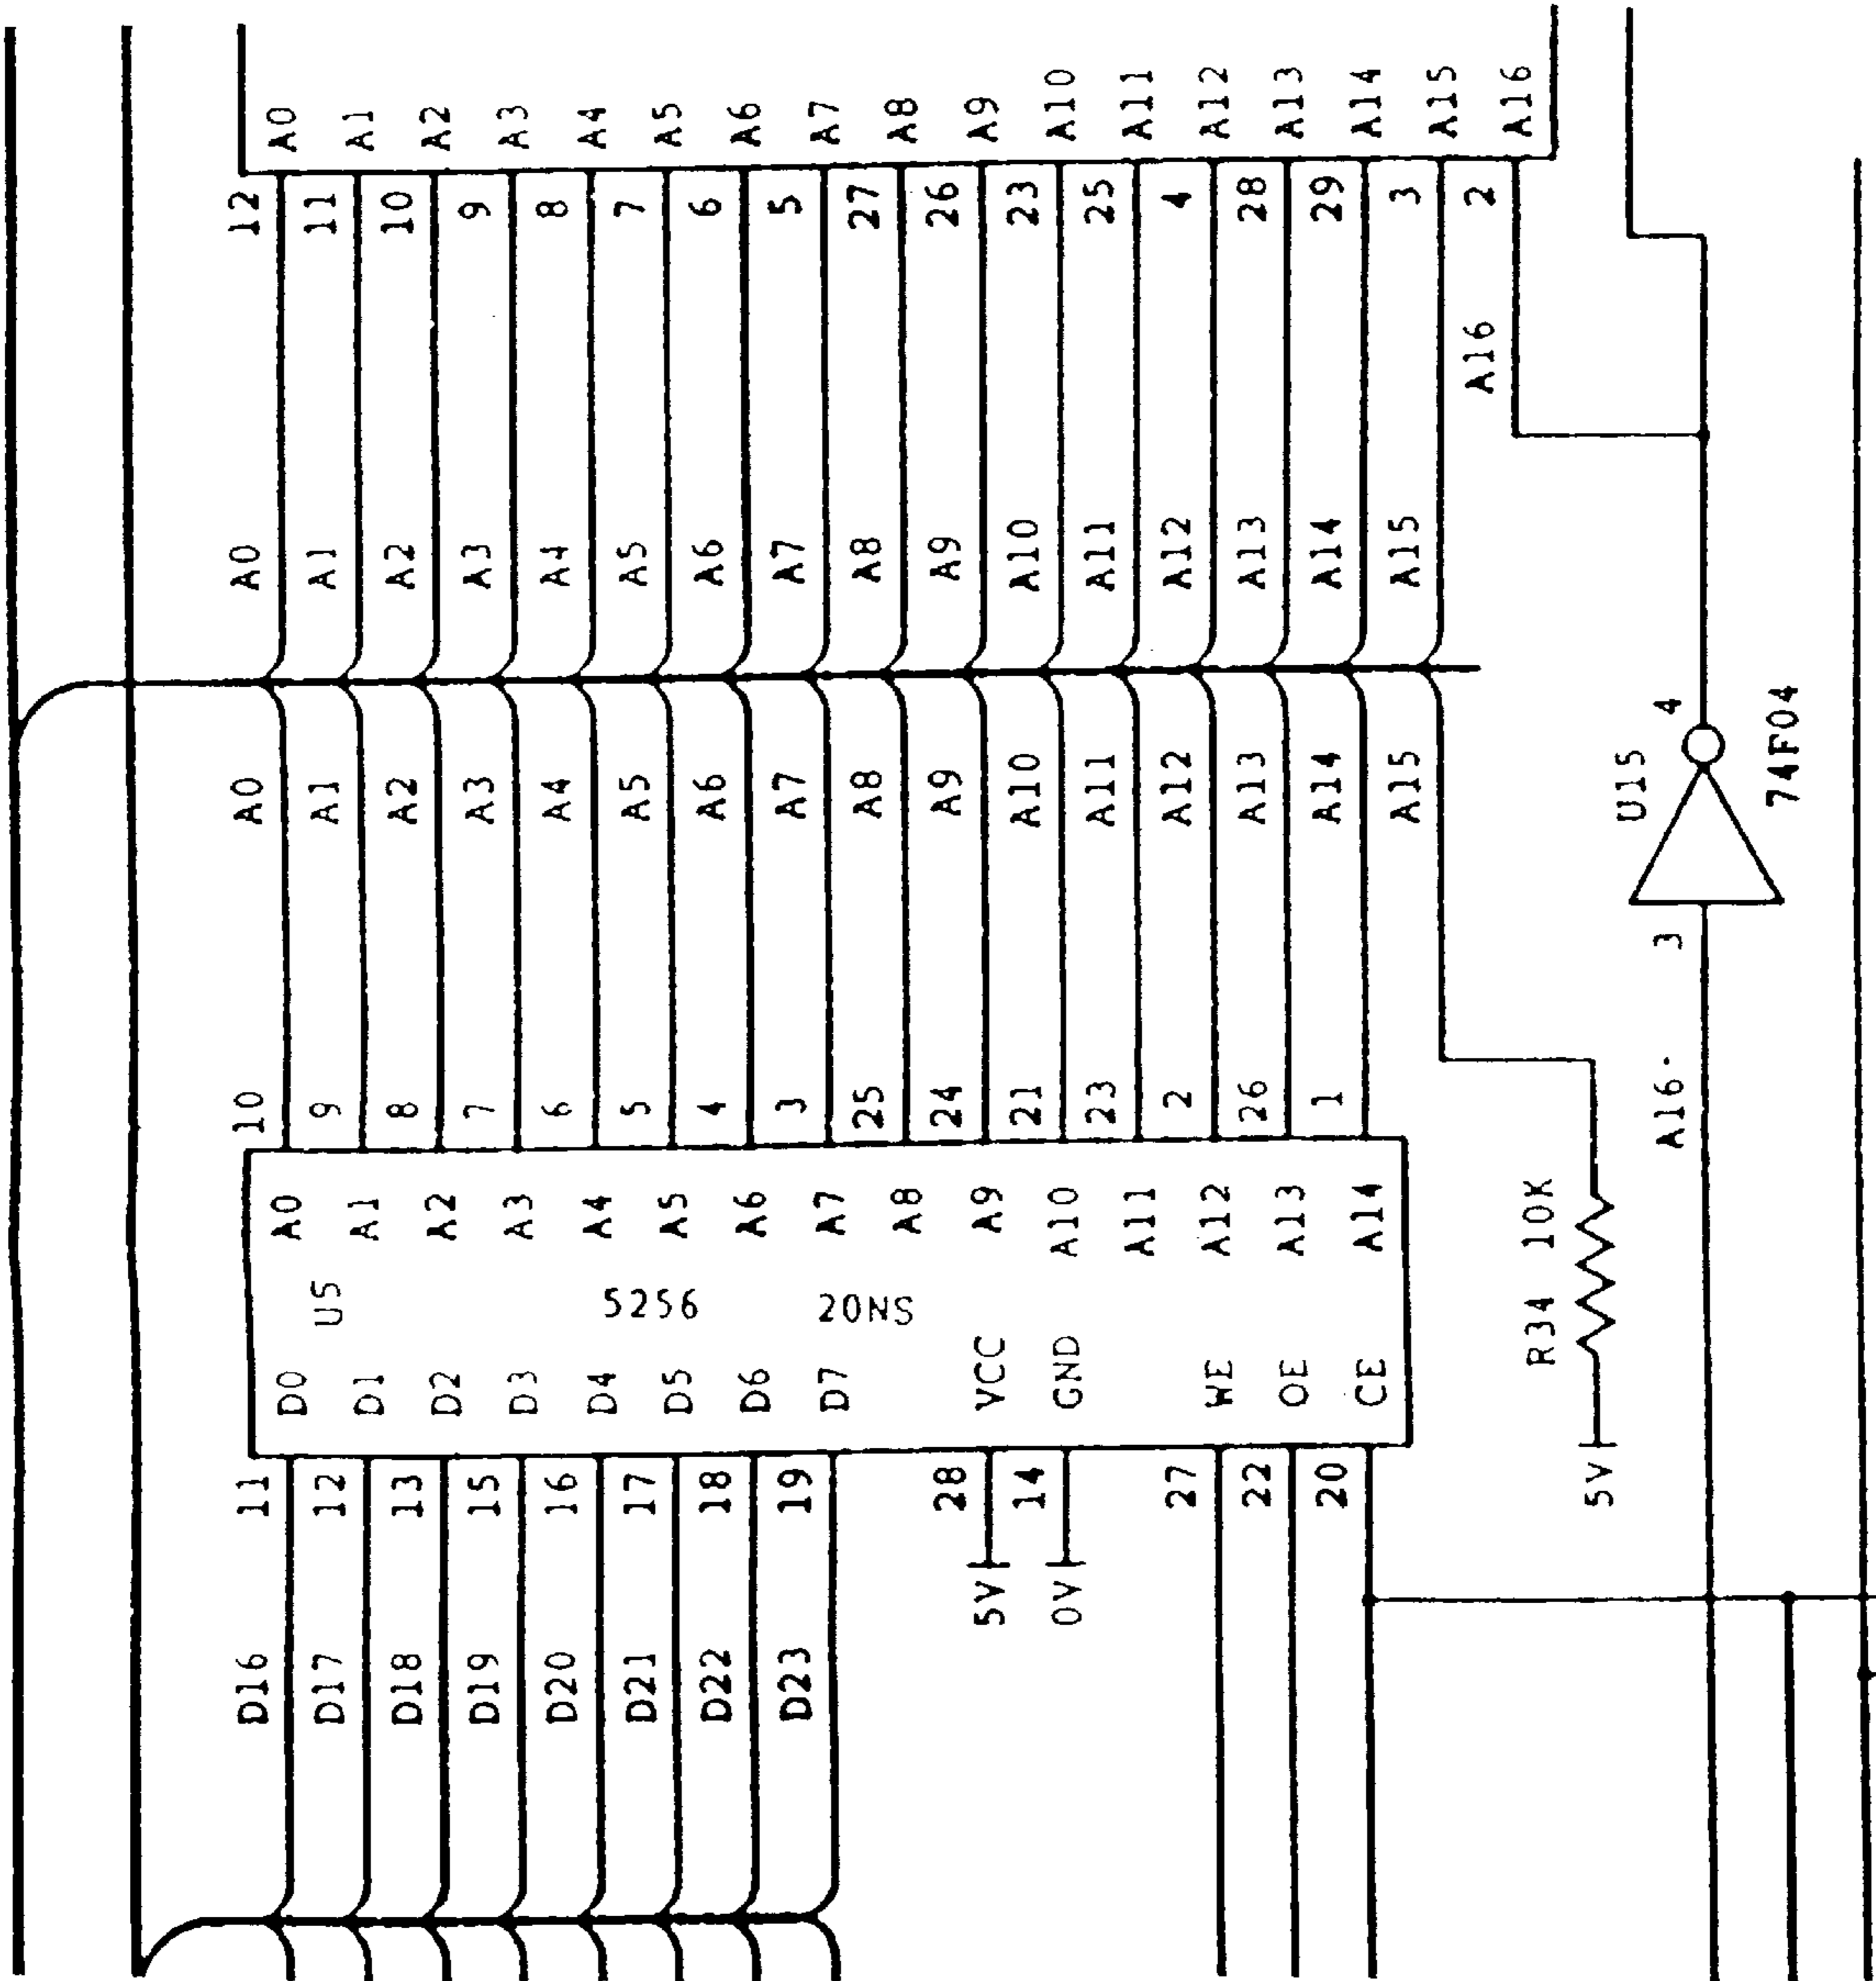 D16 11 10 A0 A0 12
D0 A0 A0
D17 12 U5 9 A1 A1 11
D1 A1 A1
D18 13 8 A2 A2 10
D2 A2 A2
D19 15 7 A3 A3 9
D3 A3 A3
D20 16 6 A4 A4 8
D4 A4 A4
D21 17 5256 5 A5 A5 7
D5 A5 A5
D22 18 4 A6 A6 6
D6 A6 A6
D23 19 3 A7 A7 5
D7 A7 A7
20NS 25 A8 A8 27
A8 A8
28 24 A9 A9 26
5V VCC A9 A9
14 21 A10 A10 23
0V GND A10 A10
23 A11 A11 25
A11 A11
27 2 A12 A12 4
WE A12 A12
22 26 A13 A13 28
OE A13 A13
20 1 A14 A14 29
CE A14 A14
A15 A15 3
A15
A16 2
A16
R34 10K
5V
U15
A16 3 4
74F04